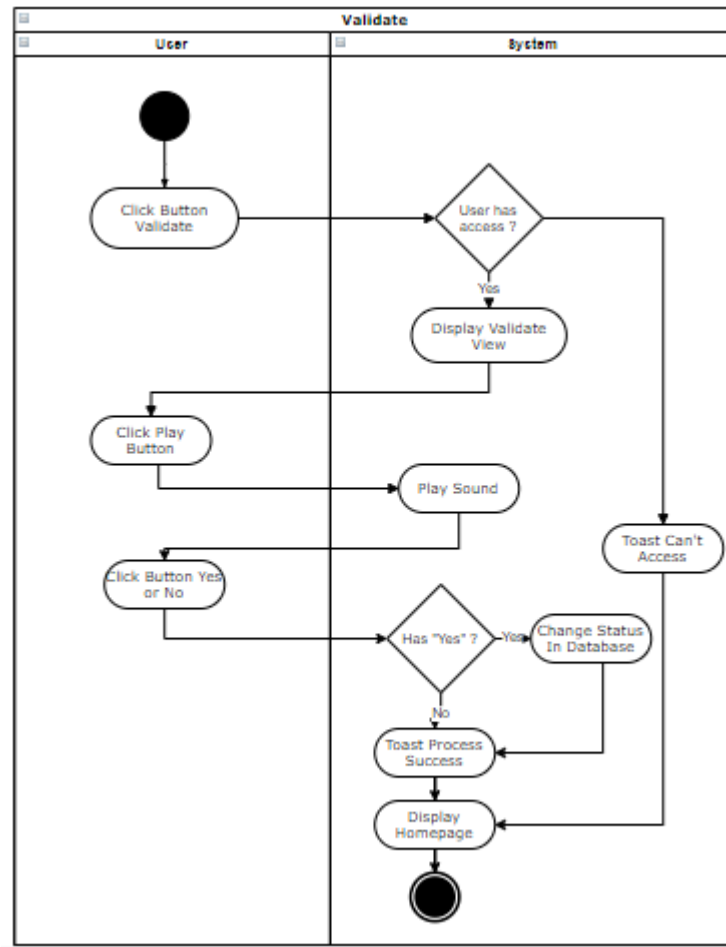 Validate
User
System
Click Button
Validate
User has
access ?
Yes
Display Validate
View
Click Play
Button
Play Sound
Toast Can't
Access
Click Button Yes
or No
Has "Yes" ?
Yes
Change Status
In Database
No
Toast Process
Success
Display
Homepage